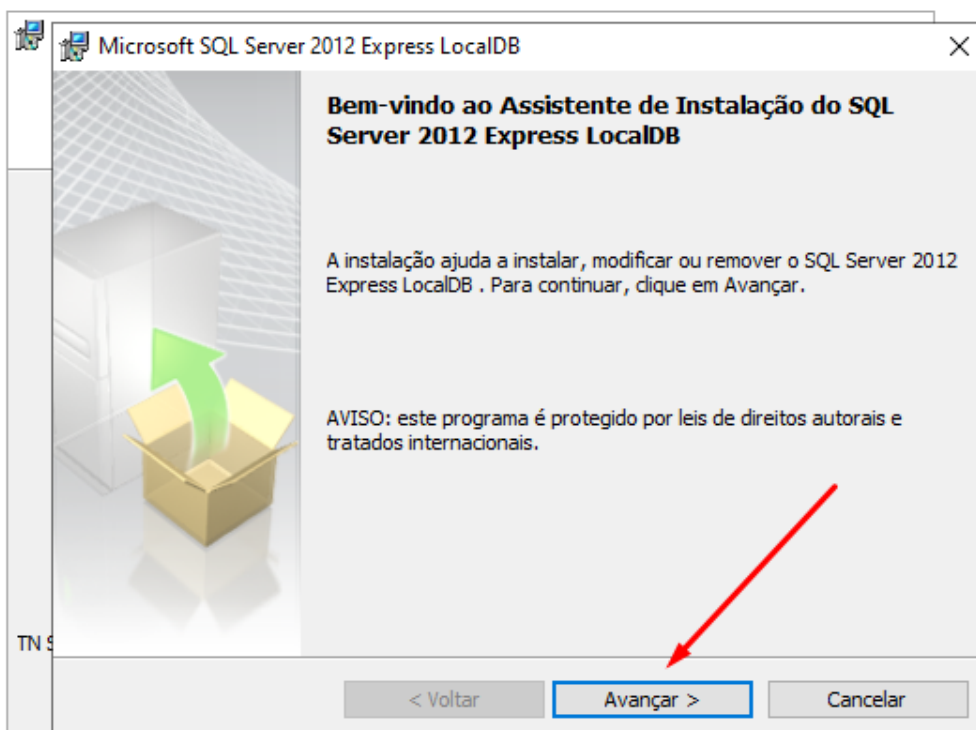 Microsoft SQL Server 2012 Express LocalDB
Bem-vindo ao Assistente de Instalação do SQL
Server 2012 Express LocalDB
A instalação ajuda a instalar, modificar ou remover o SQL Server 2012
Express LocalDB . Para continuar, clique em Avançar.
AVISO: este programa é protegido por leis de direitos autorais e
tratados internacionais.
TN
< Voltar
Avançar >
Cancelar